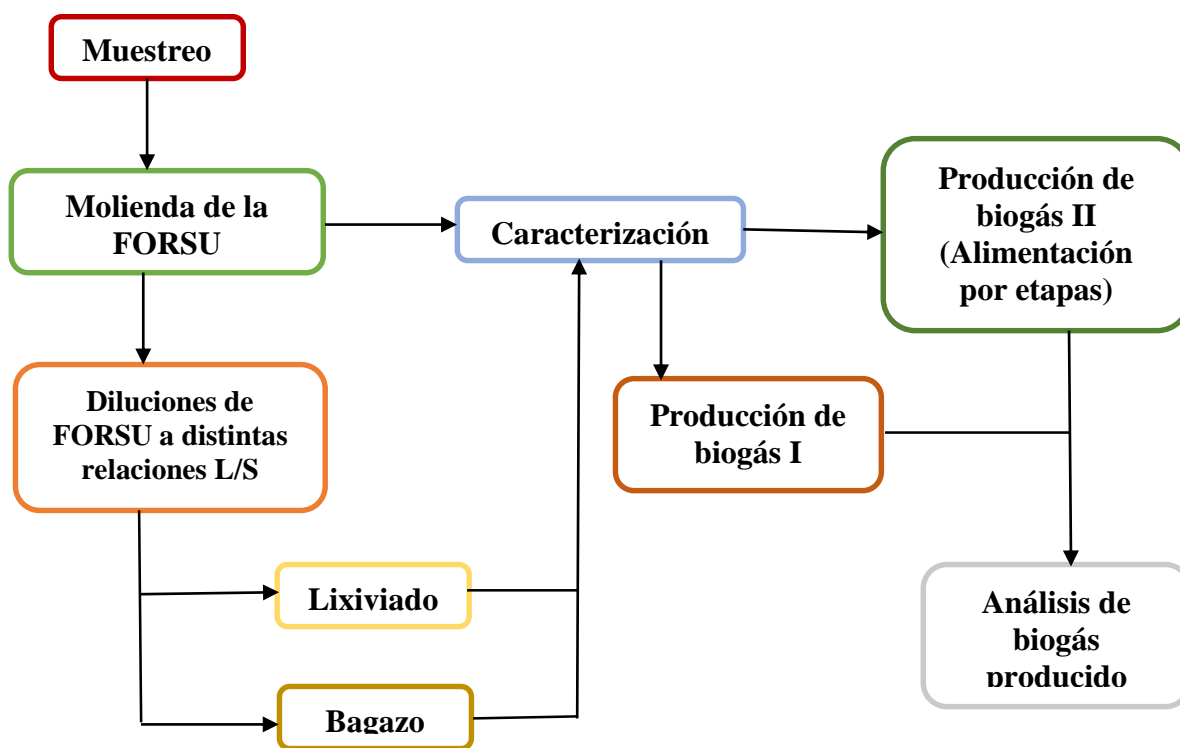 Muestreo
Molienda de la
FORSU
Caracterización
Producción de
biogás II
(Alimentación
por etapas)
Diluciones de
FORSU a distintas
relaciones L/S
Producción de
biogás I
Lixiviado
Bagazo
Análisis de
biogás
producido